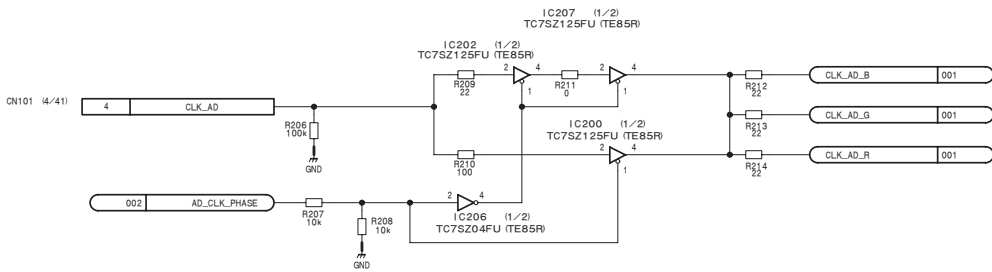 IC207 (1/2)
TC7SZ125FU (TE85R)
IC202 (1/2)
TC7SZ125FU (TE85R)
CN101 (4/41)
4 CLK_AD
R206
100k
GND
R209
22
2 4
1
R211
0
2 4
1
IC200 (1/2)
TC7SZ125FU (TE85R)
R210
100
2 4
1
R212
22
CLK_AD_B 001
R213
22
CLK_AD_G 001
R214
22
CLK_AD_R 001
002 AD_CLK_PHASE
R207
10k
R208
10k
GND
2 4
IC206 (1/2)
TC7SZ04FU (TE85R)